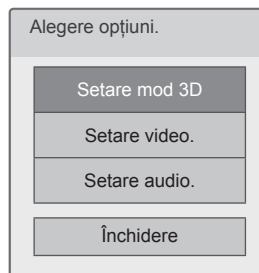 Alegere opțiuni.
Setare mod 3D
Setare video.
Setare audio.
Închidere